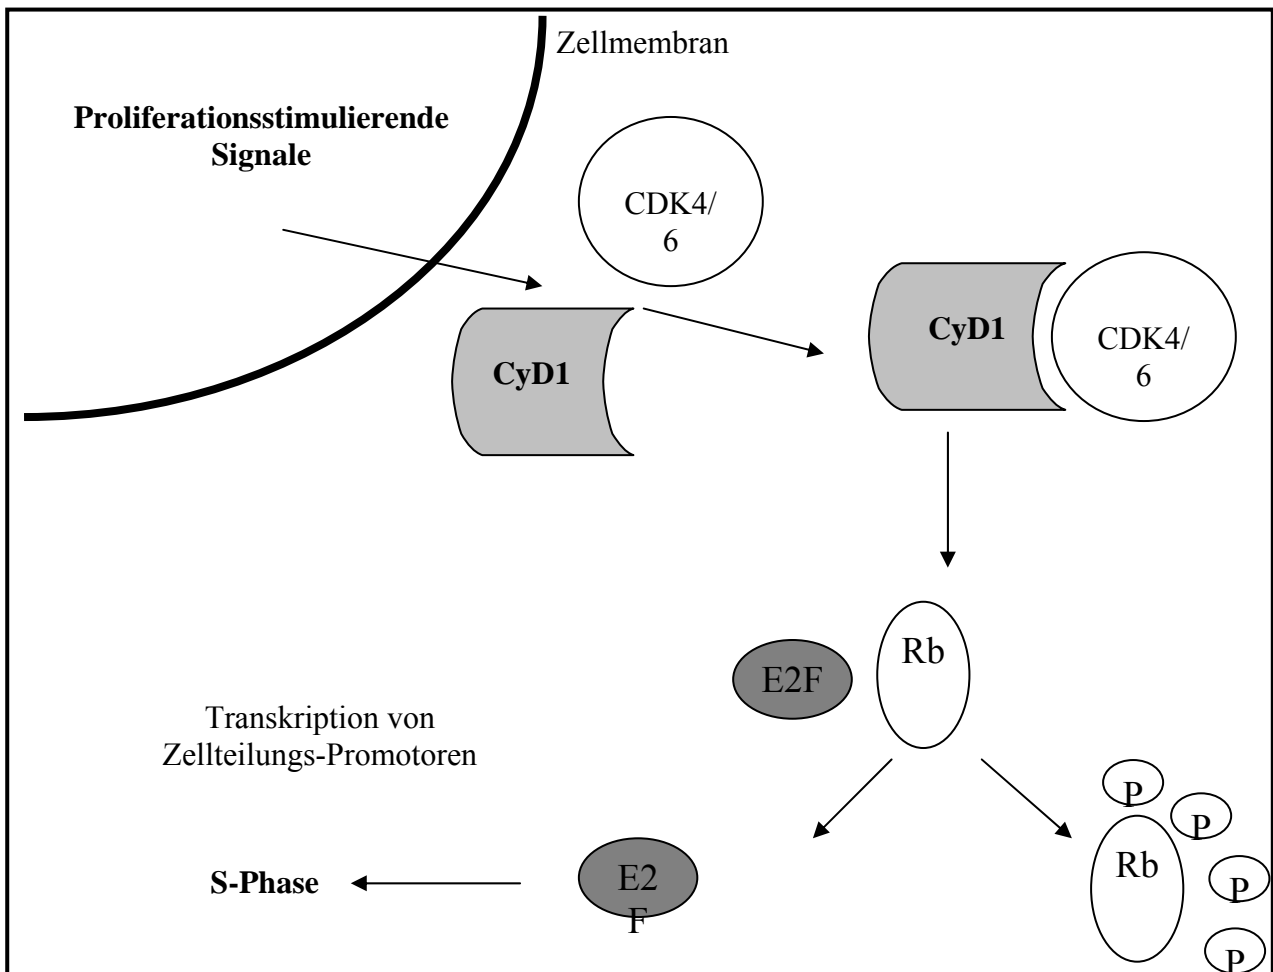 Zellmembran
Proliferationsstimulierende
Signale
CDK4/
6
CyD1
CyD1
CDK4/
6
Rb
E2F
Transkription von
Zellteilungs-Promotoren
P
P
Rb
P
P
E2
F
S-Phase